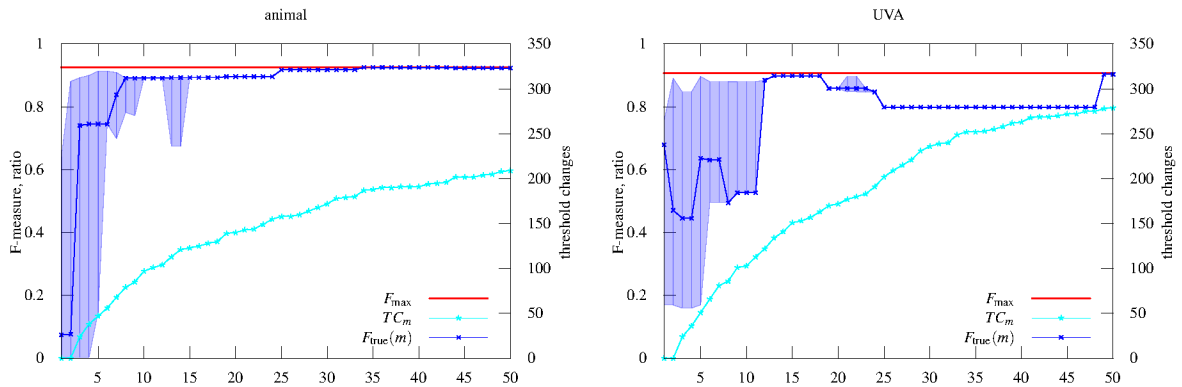 animal
1
0.8
0.6
0.4
0.2
0
F-measure, ratio
350
300
250
200
150
100
50
0
threshold changes
F_max
TC_m
F_true(m)
5 10 15 20 25 30 35 40 45 50
UVA
1
0.8
0.6
0.4
0.2
0
F-measure, ratio
350
300
250
200
150
100
50
0
threshold changes
F_max
TC_m
F_true(m)
5 10 15 20 25 30 35 40 45 50